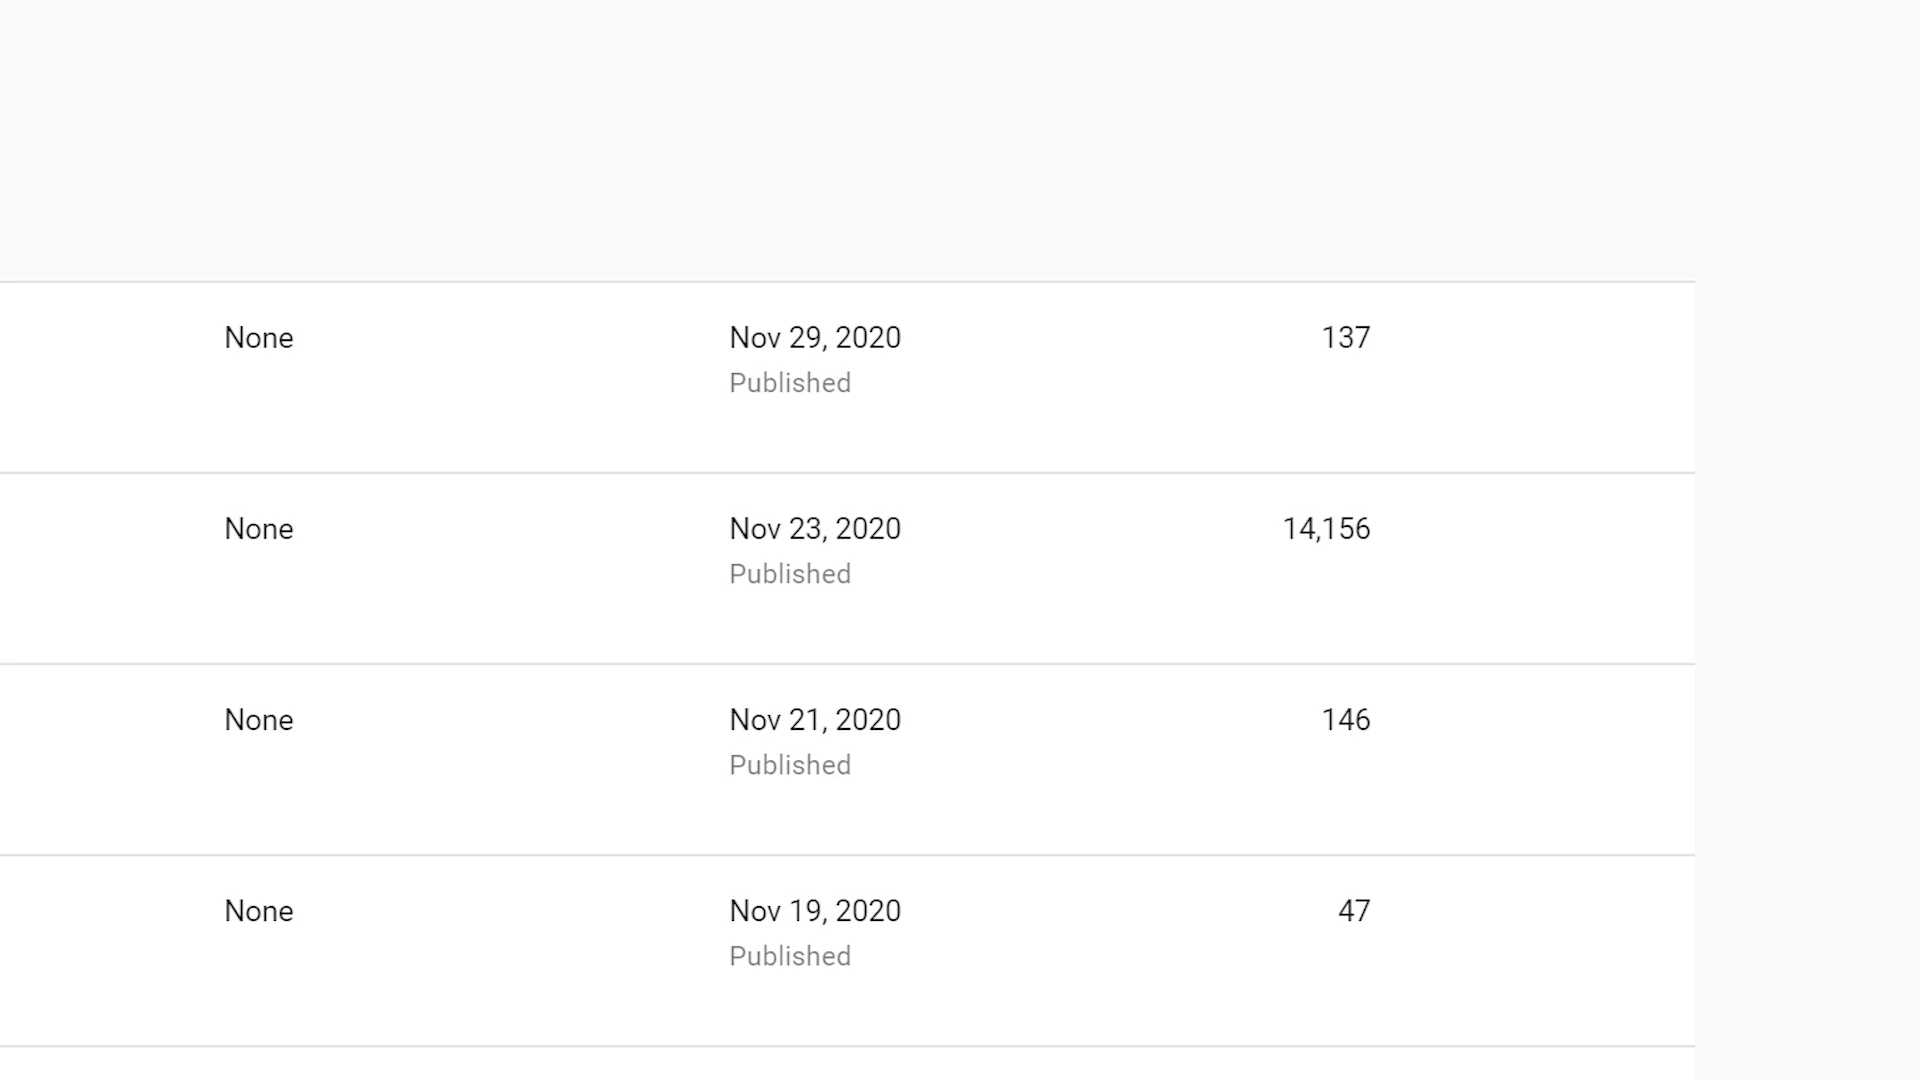 None Nov 29, 2020 137
Published
None Nov 23, 2020 14,156
Published
None Nov 21, 2020 146
Published
None Nov 19, 2020 47
Published